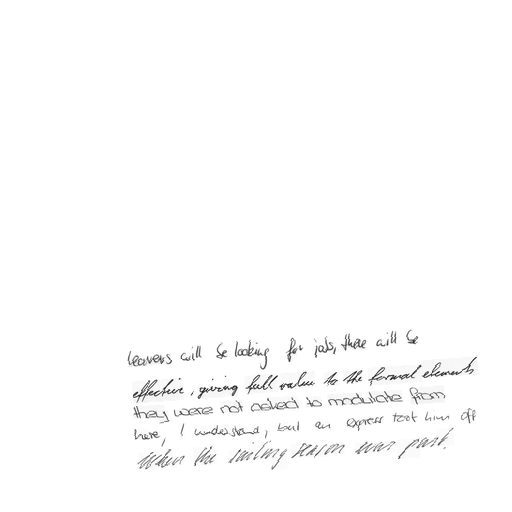 leavers will be looking for jobs, there will be
effective, giving full value to the formal elements
they were not asked to modulate from
here, I understand, but an express took him off
when the sailing season was past.